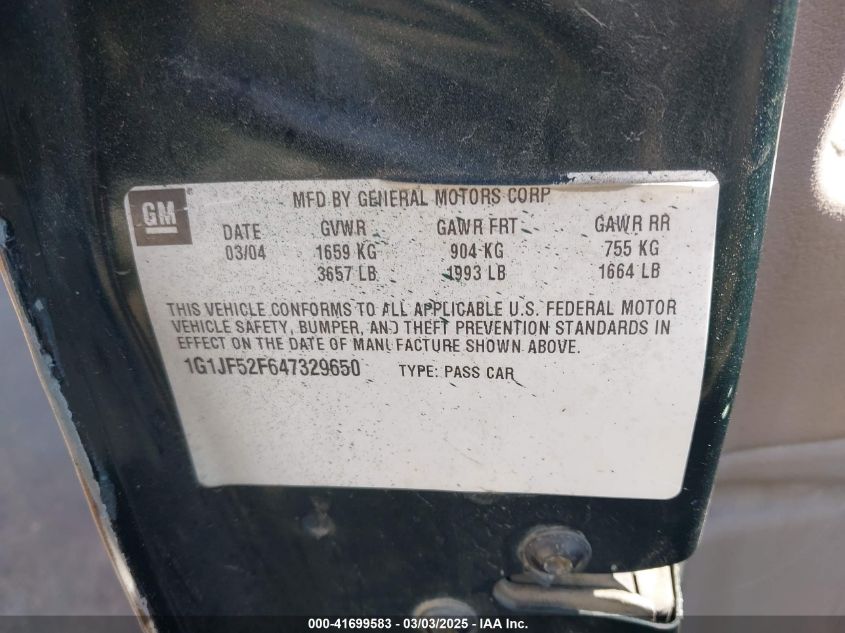 GM
MFD BY GENERAL MOTORS CORP
DATE GVWR GAWR FRT GAWR RR
03/04 1659 KG 904 KG 755 KG
3657 LB 1993 LB 1664 LB
THIS VEHICLE CONFORMS TO ALL APPLICABLE U.S. FEDERAL MOTOR
VEHICLE SAFETY, BUMPER, AND THEFT PREVENTION STANDARDS IN
EFFECT ON THE DATE OF MANUFACTURE SHOWN ABOVE.
1G1JF52F647329650 TYPE: PASS CAR
000-41699583 - 03/03/2025 - IAA Inc.